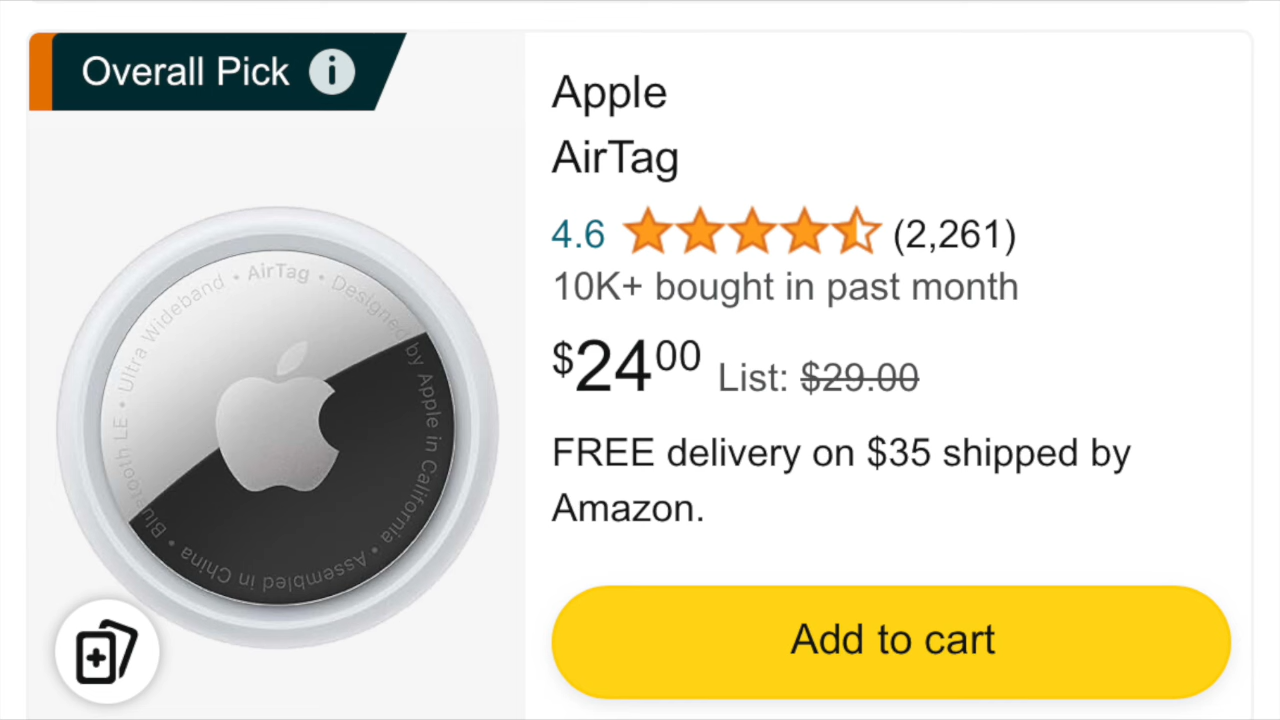 Overall Pick
Apple
AirTag
4.6 (2,261)
10K+ bought in past month
$2400 List: $29.00
FREE delivery on $35 shipped by
Amazon.
Add to cart
AirTag • Designed by Apple in California • Assembled in China • Bluetooth LE • Ultra Wideband •